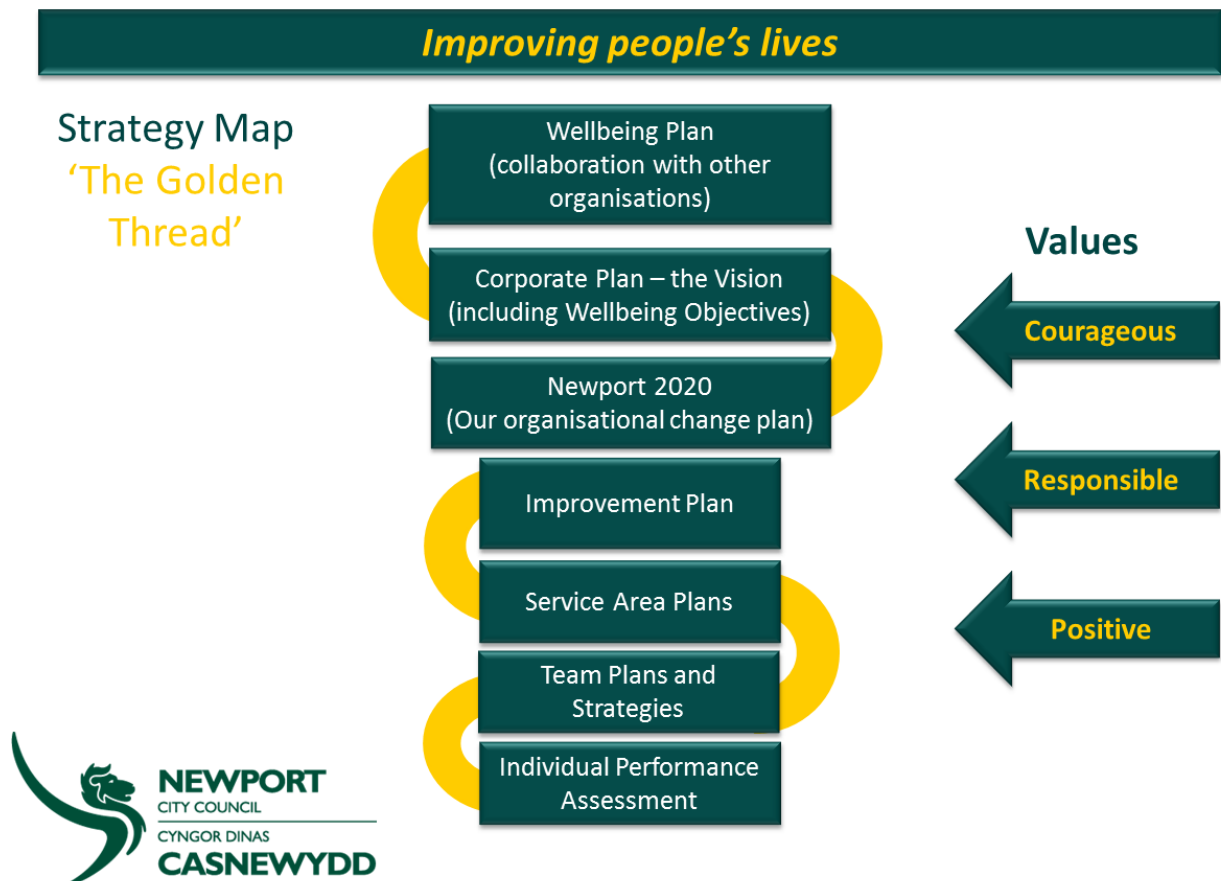 Improving people's lives
Strategy Map
‘The Golden
Thread’
Wellbeing Plan
(collaboration with other
organisations)
Corporate Plan – the Vision
(including Wellbeing Objectives)
Newport 2020
(Our organisational change plan)
Improvement Plan
Service Area Plans
Team Plans and
Strategies
Individual Performance
Assessment
Values
Courageous
Responsible
Positive
NEWPORT
CITY COUNCIL
CYNGOR DINAS
CASNEWYDD